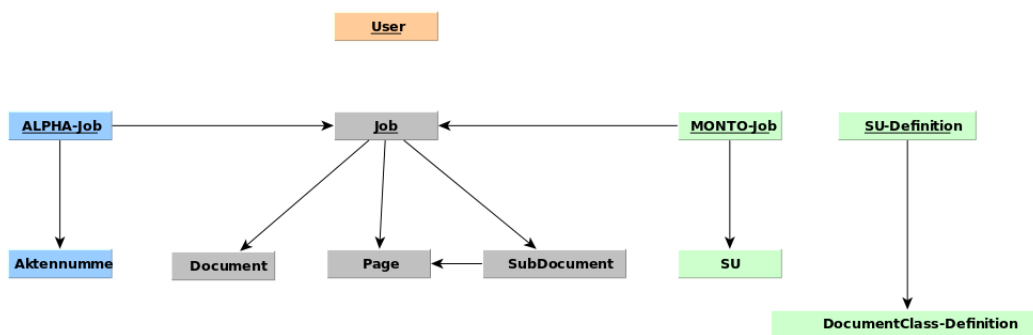 User
ALPHA-Job
Job
MONTO-Job
SU-Definition
Aktennumme
Document
Page
SubDocument
SU
DocumentClass-Definition